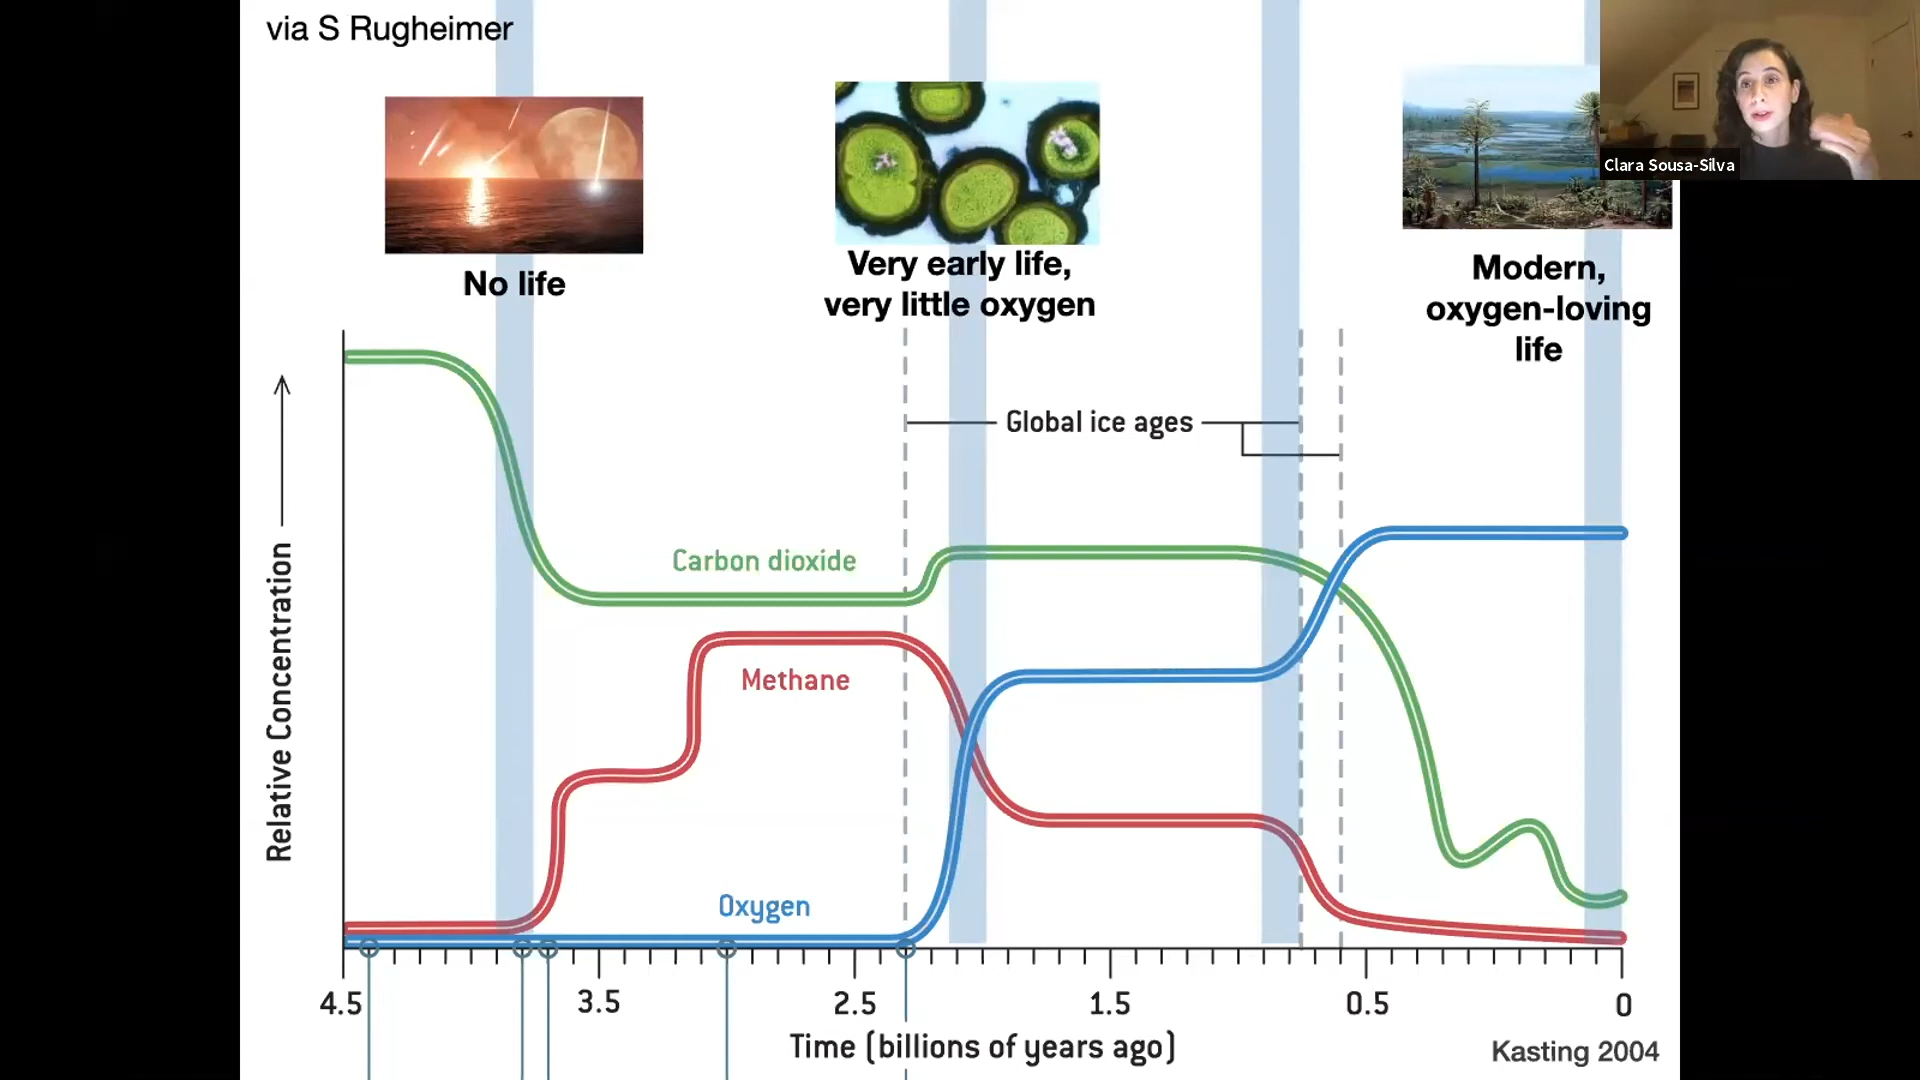 via S Rugheimer
Clara Sousa-Silva
No life
Very early life,
very little oxygen
Modern,
oxygen-loving
life
Global ice ages
Relative Concentration
Carbon dioxide
Methane
Oxygen
4.5 3.5 2.5 1.5 0.5 0
Time (billions of years ago)
Kasting 2004